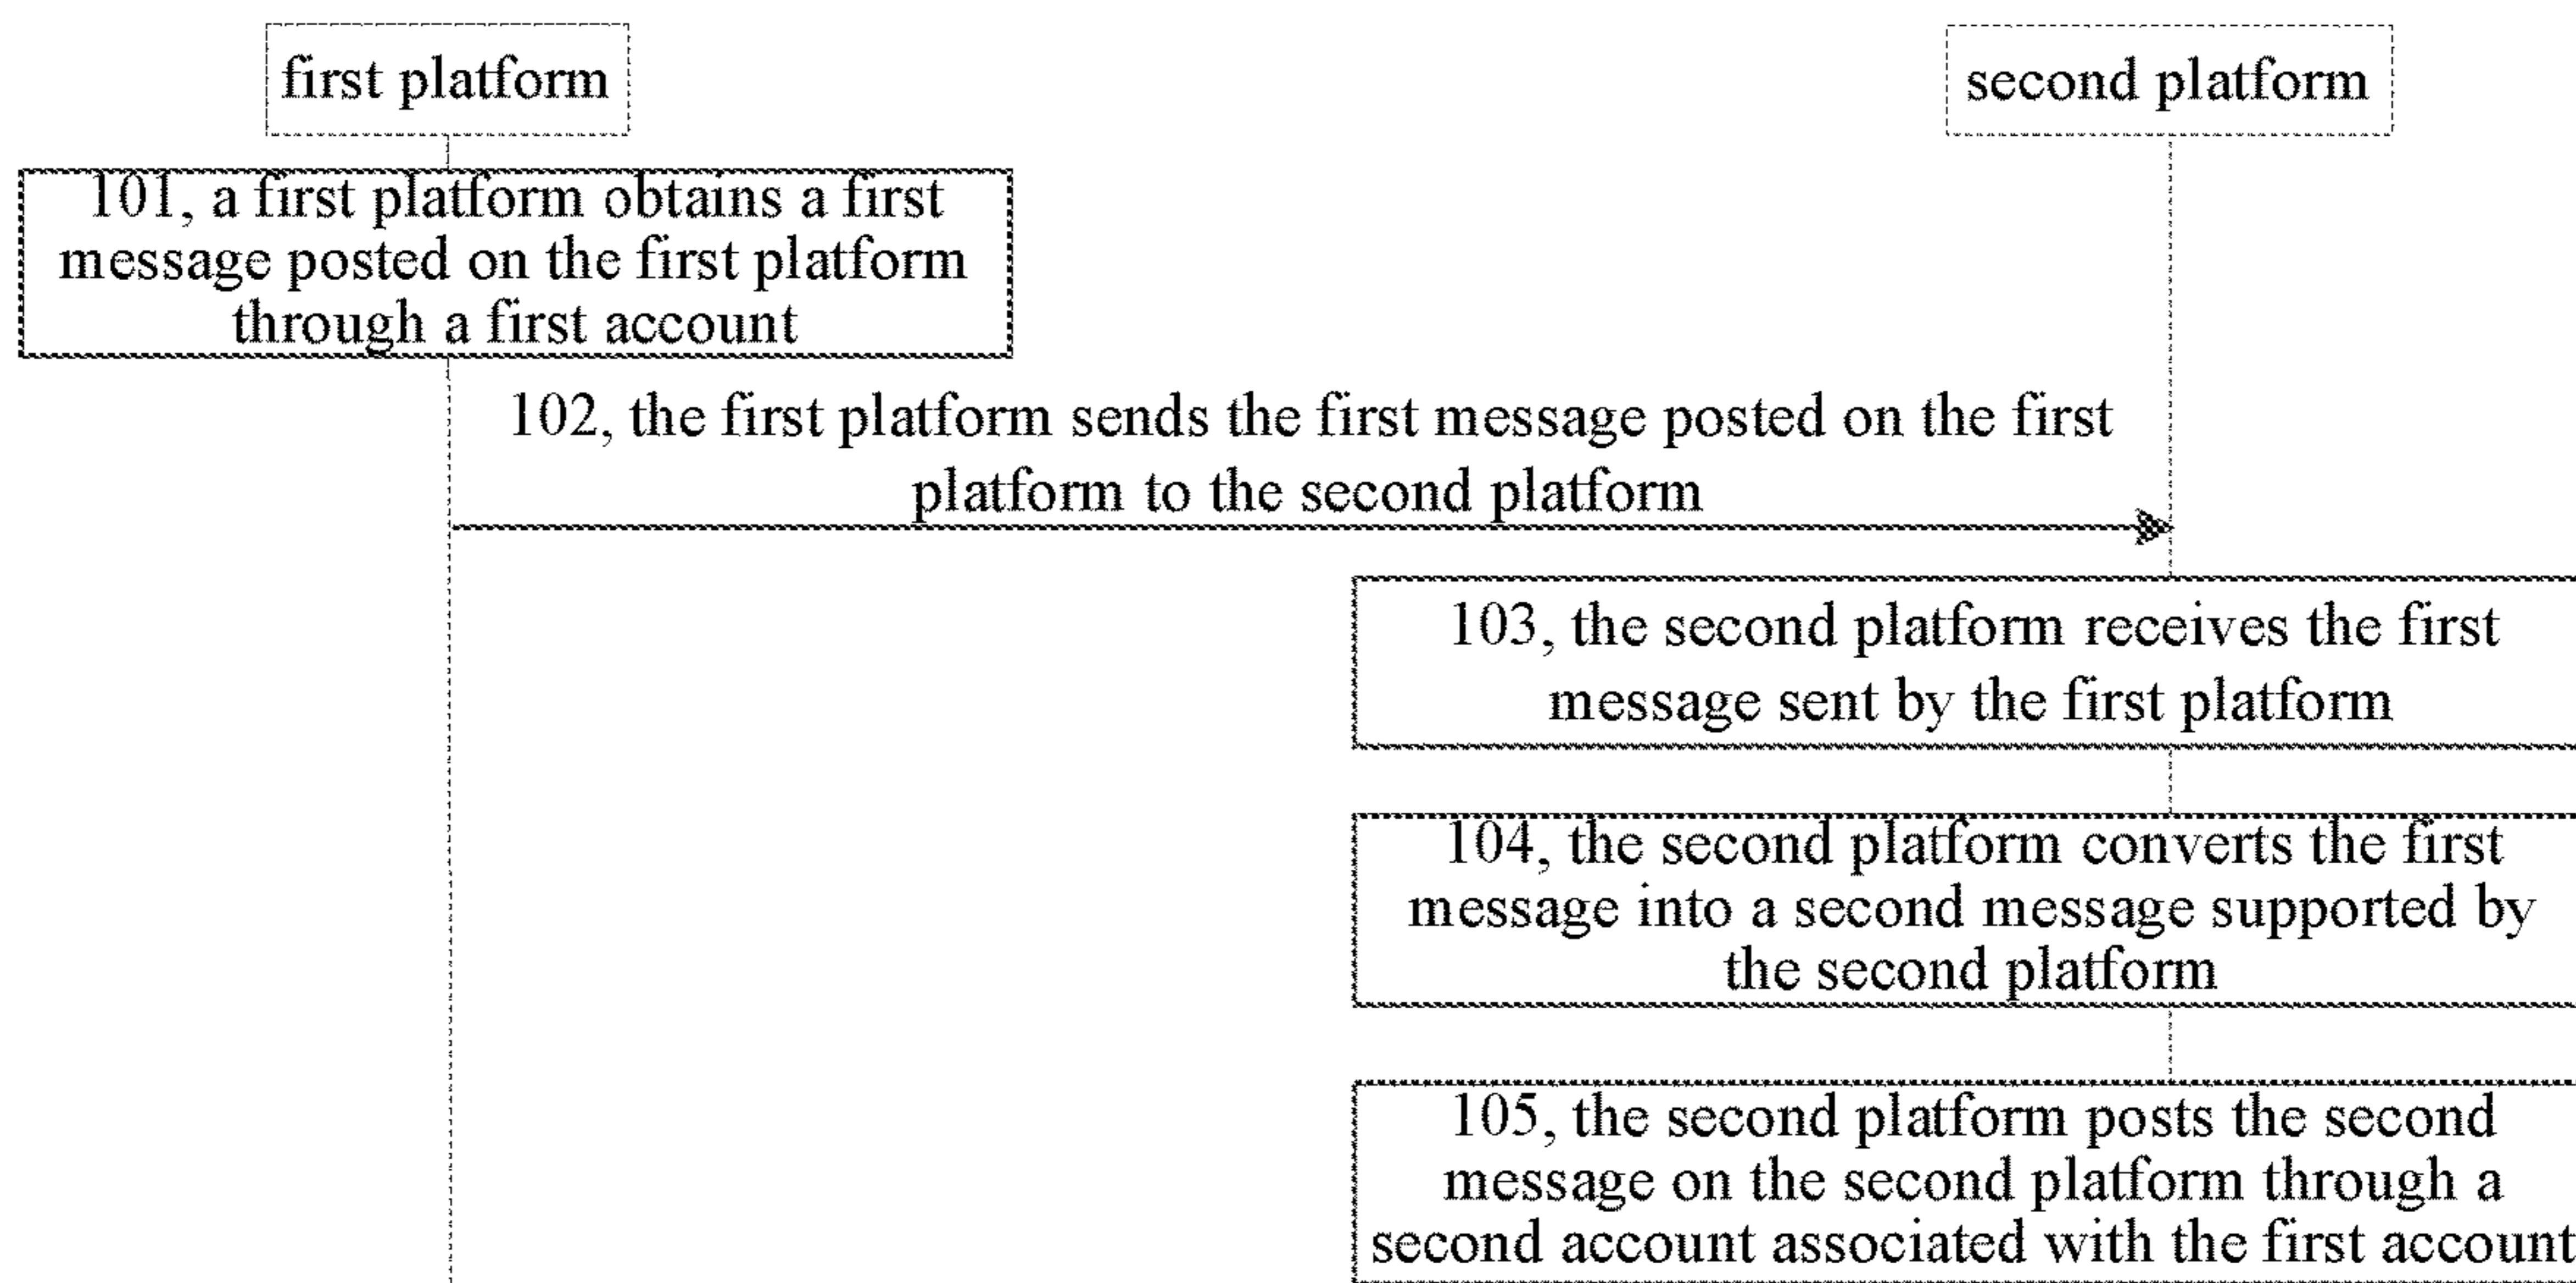 first platform
second platform
101, a first platform obtains a first
message posted on the first platform
through a first account
102, the first platform sends the first message posted on the first
platform to the second platform
103, the second platform receives the first
message sent by the first platform
104, the second platform converts the first
message into a second message supported by
the second platform
105, the second platform posts the second
message on the second platform through a
second account associated with the first account